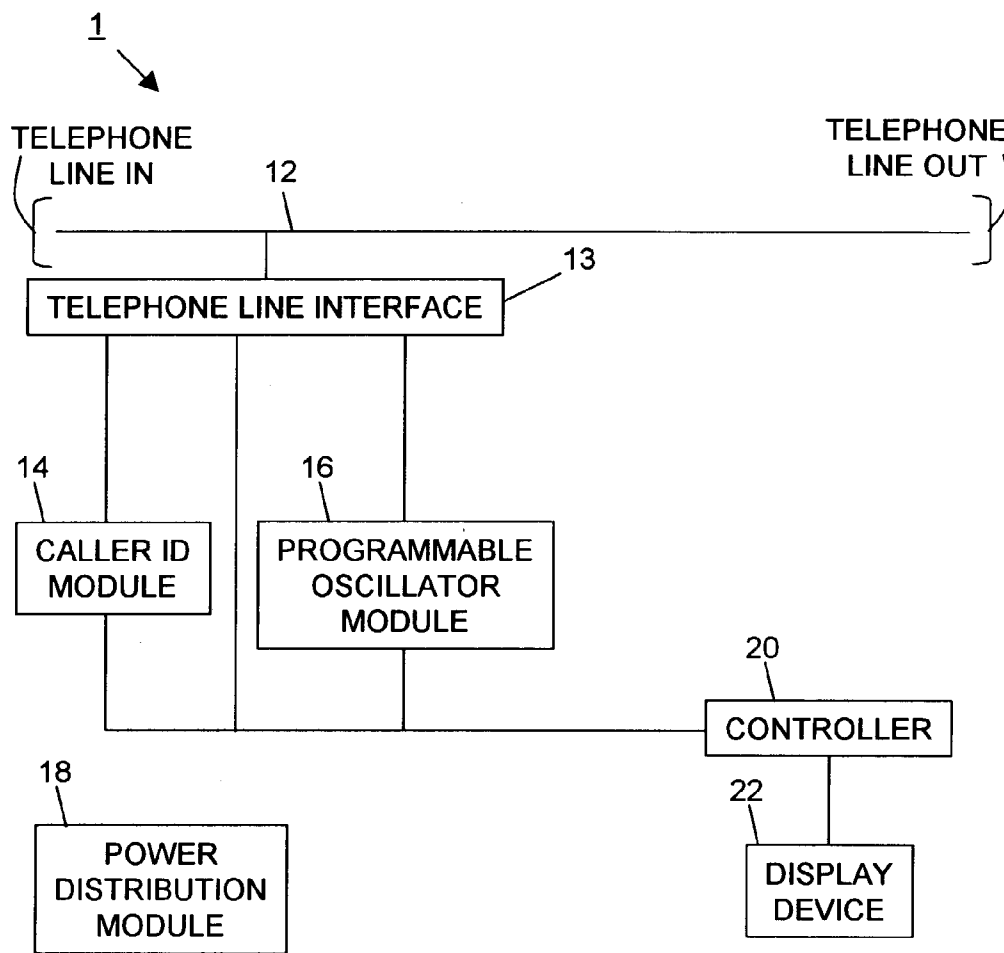 1
TELEPHONE
LINE IN
TELEPHONE
LINE OUT
12
13
TELEPHONE LINE INTERFACE
14
16
CALLER ID
MODULE
PROGRAMMABLE
OSCILLATOR
MODULE
20
CONTROLLER
18
22
POWER
DISTRIBUTION
MODULE
DISPLAY
DEVICE